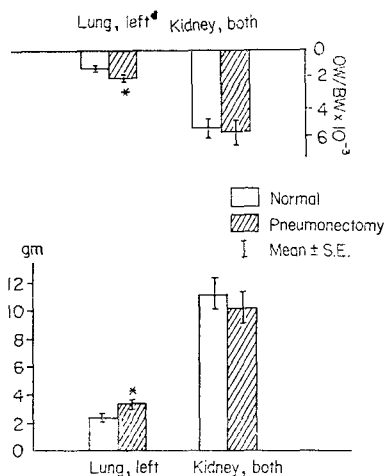 Lung, left Kidney, both
0
2
4
6
OW/BW × 10⁻³
Normal
Pneumonectomy
Mean ± S.E.
gm
12
10
8
6
4
2
0
*
*
Lung, left Kidney, both